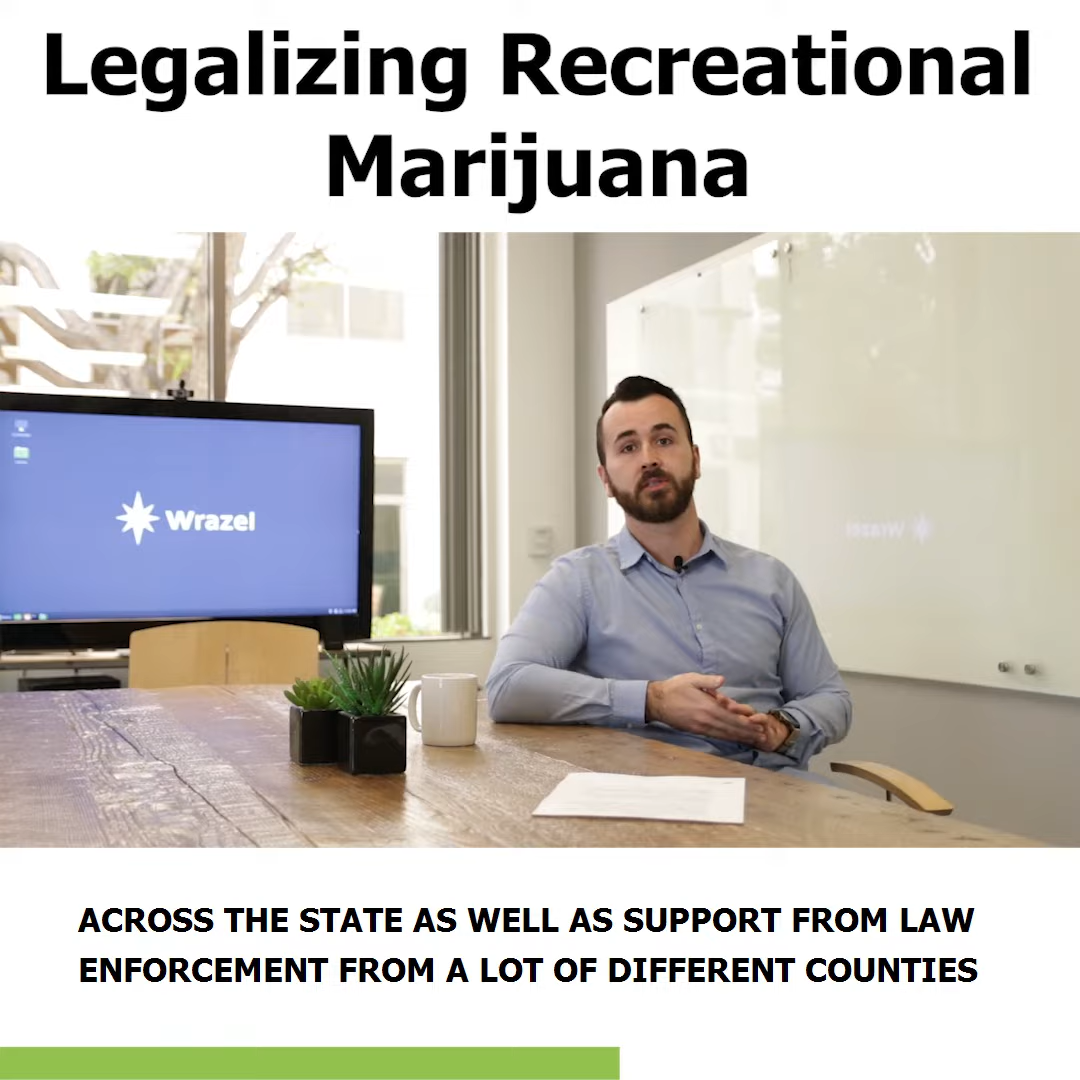 Legalizing Recreational
Marijuana
Wrazel
ACROSS THE STATE AS WELL AS SUPPORT FROM LAW
ENFORCEMENT FROM A LOT OF DIFFERENT COUNTIES